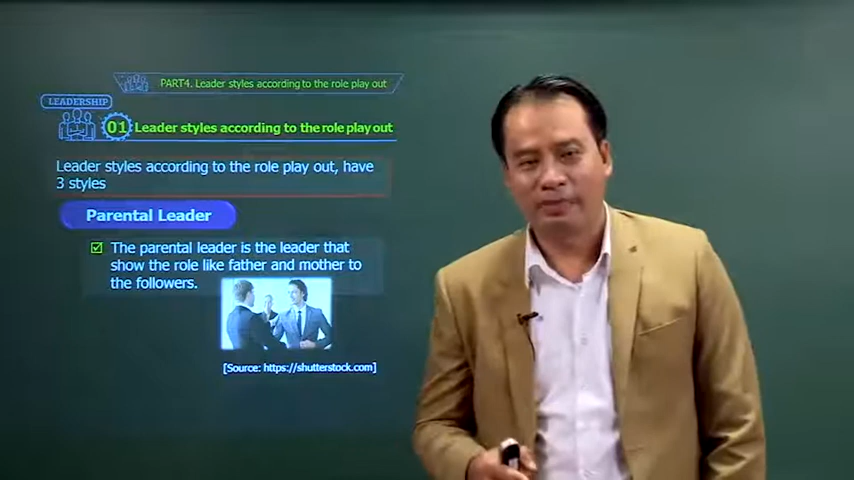 PART4. Leader styles according to the role play out
LEADERSHIP
01 Leader styles according to the role play out
Leader styles according to the role play out, have
3 styles
Parental Leader
The parental leader is the leader that
show the role like father and mother to
the followers.
[Source: https://shutterstock.com]